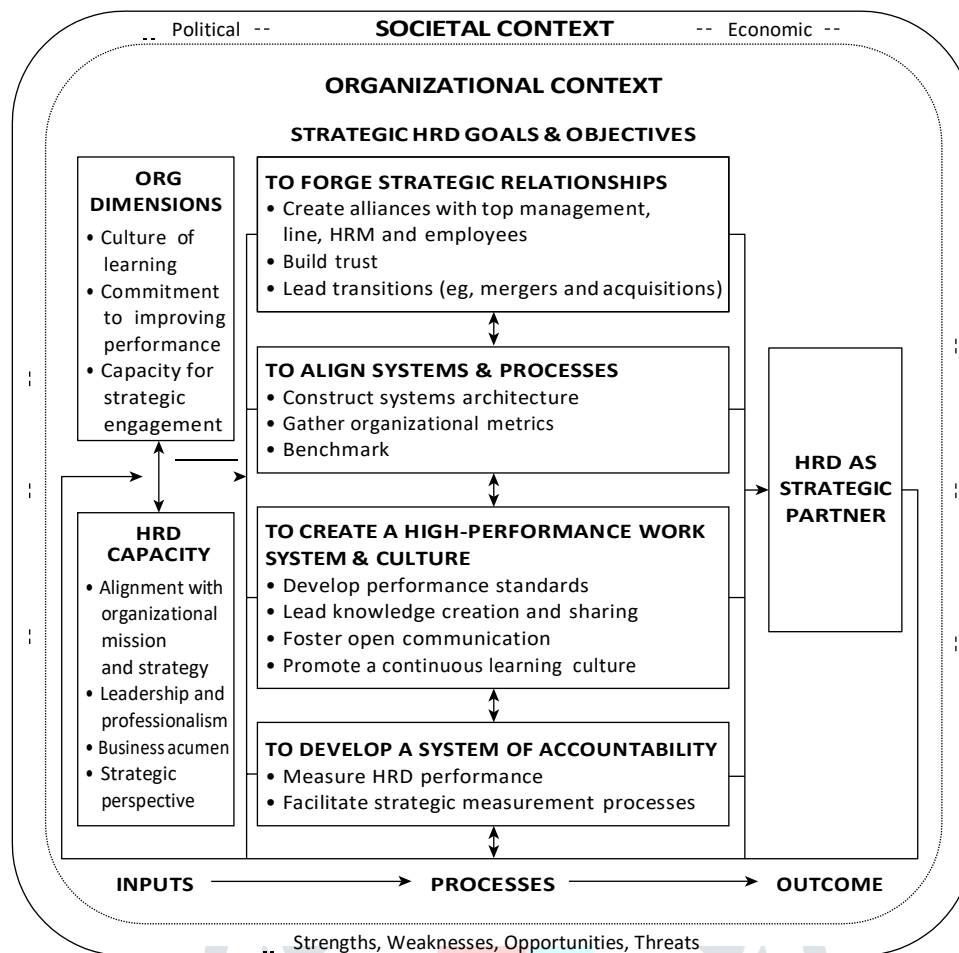 Political -- SOCIETAL CONTEXT -- Economic --
ORGANIZATIONAL CONTEXT
STRATEGIC HRD GOALS & OBJECTIVES
ORG
DIMENSIONS
• Culture of
learning
• Commitment
to improving
performance
• Capacity for
strategic
engagement
HRD
CAPACITY
• Alignment with
organizational
mission
and strategy
• Leadership and
professionalism
• Business acumen
• Strategic
perspective
TO FORGE STRATEGIC RELATIONSHIPS
• Create alliances with top management,
line, HRM and employees
• Build trust
• Lead transitions (eg, mergers and acquisitions)
TO ALIGN SYSTEMS & PROCESSES
• Construct systems architecture
• Gather organizational metrics
• Benchmark
TO CREATE A HIGH-PERFORMANCE WORK
SYSTEM & CULTURE
• Develop performance standards
• Lead knowledge creation and sharing
• Foster open communication
• Promote a continuous learning culture
TO DEVELOP A SYSTEM OF ACCOUNTABILITY
• Measure HRD performance
• Facilitate strategic measurement processes
HRD AS
STRATEGIC
PARTNER
INPUTS PROCESSES OUTCOME
Strengths, Weaknesses, Opportunities, Threats